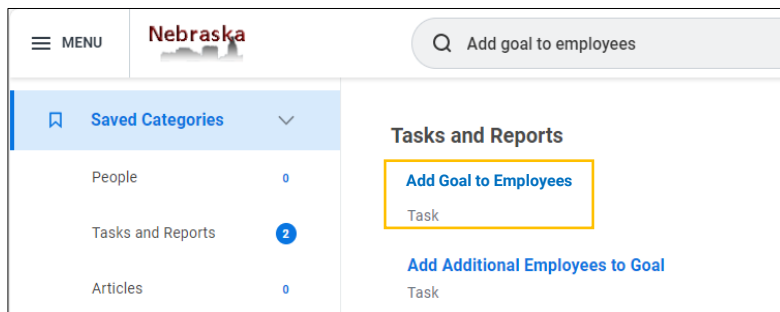 MENU
Nebraska
Add goal to employees
Saved Categories
People 0
Tasks and Reports 2
Articles 0
Tasks and Reports
Add Goal to Employees
Task
Add Additional Employees to Goal
Task